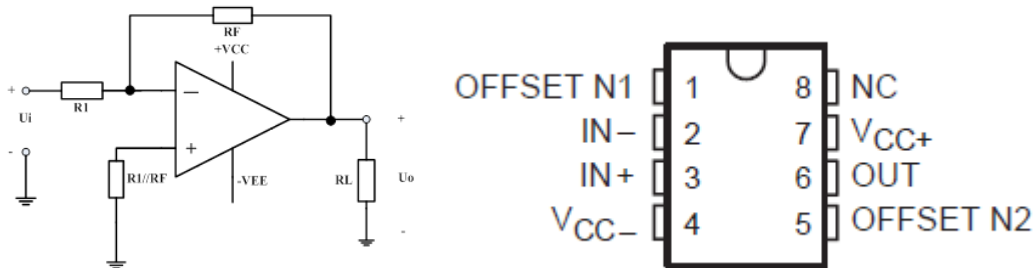 RF
+VCC
+
R1
Ui
−
+
-
R1//RF
-VEE
RL
+
Uo
-
OFFSET N1 1 8 NC
IN− 2 7 VCC+
IN+ 3 6 OUT
VCC− 4 5 OFFSET N2